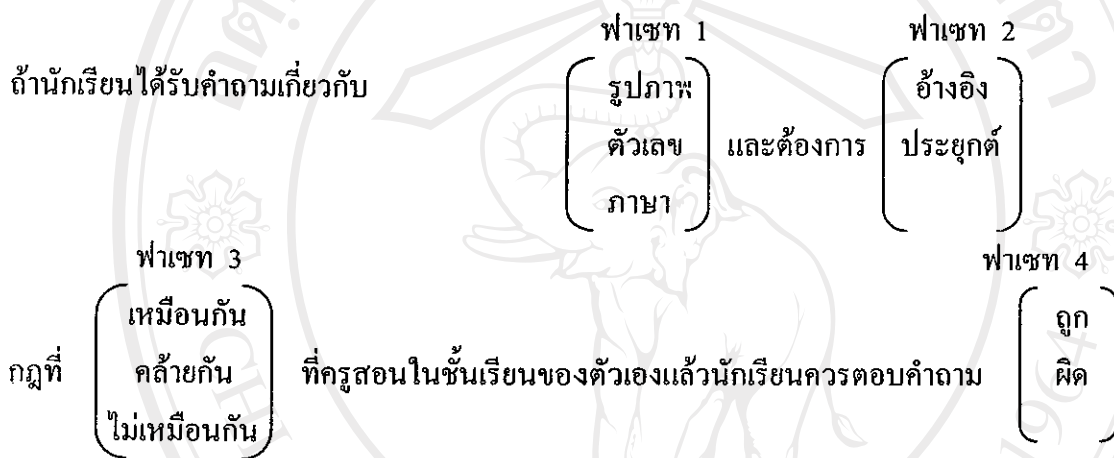 ฟาเซท 1 ฟาเซท 2
ถ้านักเรียนได้รับคำถามเกี่ยวกับ รูปภาพ อ้างอิง
ตัวเลข และต้องการ ประยุกต์
ภาษา
ฟาเซท 3 ฟาเซท 4
เหมือนกัน ถูก
กฎที่ คล้ายกัน ที่ครูสอนในชั้นเรียนของตัวเองแล้วนักเรียนควรตอบคำถาม ผิด
ไม่เหมือนกัน
1964